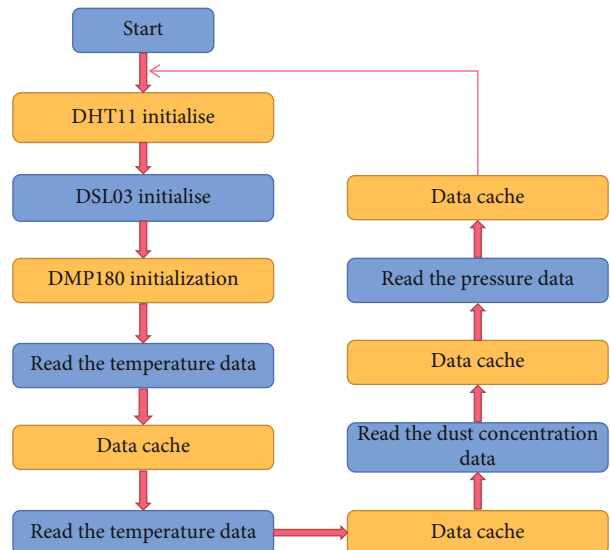 Start
DHT11 initialise
DSL03 initialise
DMP180 initialization
Read the temperature data
Data cache
Read the temperature data
Data cache
Read the dust concentration
data
Data cache
Read the pressure data
Data cache